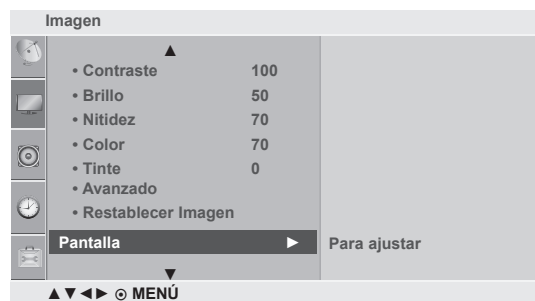 Imagen
▲
• Contraste 100
• Brillo 50
• Nitidez 70
• Color 70
• Tinte 0
• Avanzado
• Restablecer Imagen
Pantalla ► Para ajustar
▼
▲▼◄► ⊙ MENÚ